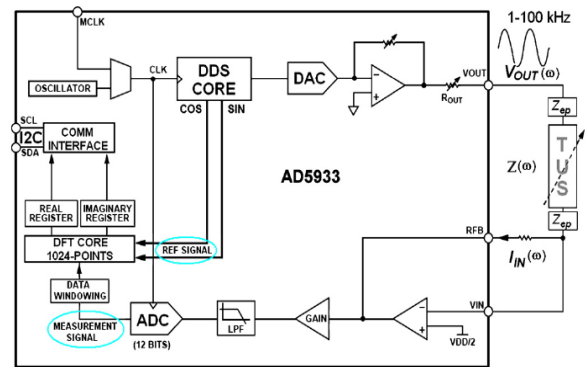 MCLK
1-100 kHz
OSCILLATOR
CLK
DDS
CORE
COS SIN
DAC
−
+
ROUT
VOUT
VOUT(ω)
Zep
SCL
I2C
SDA
COMM
INTERFACE
AD5933
Z(ω)
TUS
Zep
REAL
REGISTER
IMAGINARY
REGISTER
DFT CORE
1024-POINTS
REF SIGNAL
RFB
IIN(ω)
DATA
WINDOWING
MEASUREMENT
SIGNAL
ADC
(12 BITS)
LPF
GAIN
−
+
VIN
VDD/2